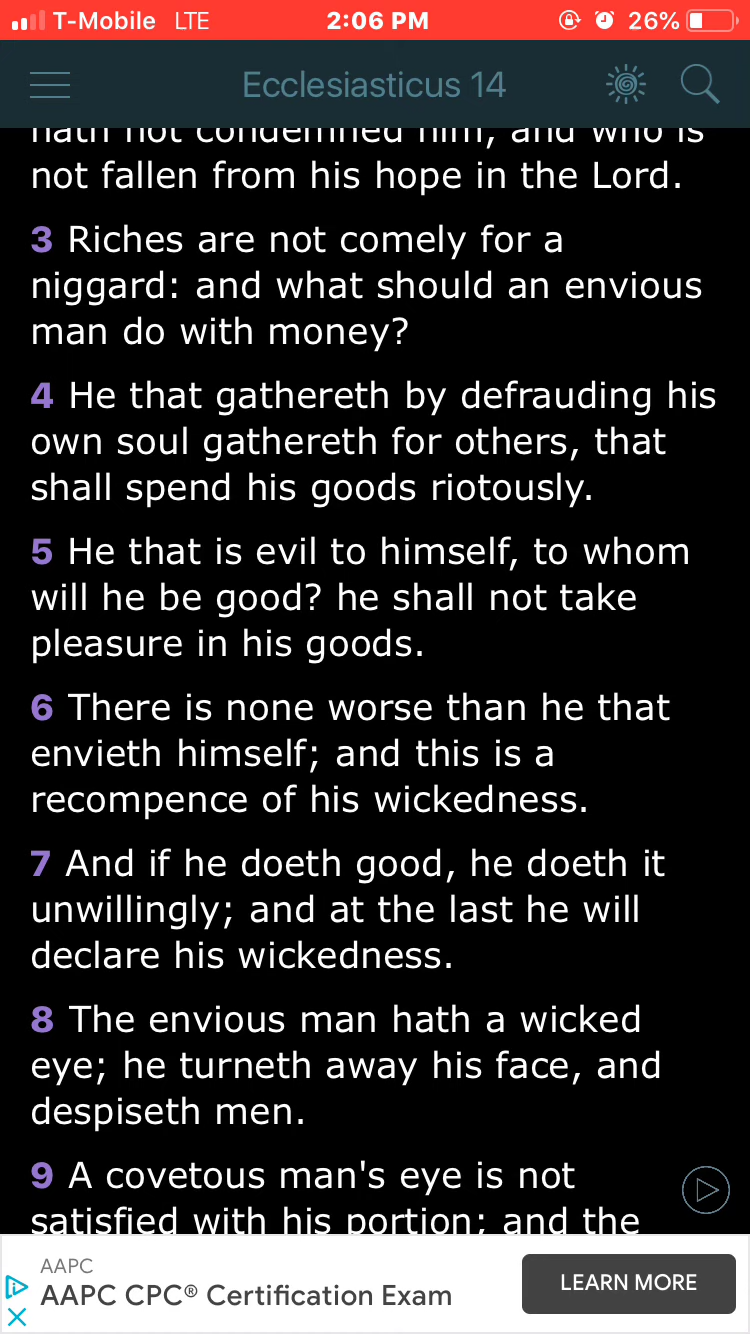 T-Mobile LTE 2:06 PM 26%
Ecclesiasticus 14
hath not condemned him, and who is
not fallen from his hope in the Lord.
3 Riches are not comely for a
niggard: and what should an envious
man do with money?
4 He that gathereth by defrauding his
own soul gathereth for others, that
shall spend his goods riotously.
5 He that is evil to himself, to whom
will he be good? he shall not take
pleasure in his goods.
6 There is none worse than he that
envieth himself; and this is a
recompence of his wickedness.
7 And if he doeth good, he doeth it
unwillingly; and at the last he will
declare his wickedness.
8 The envious man hath a wicked
eye; he turneth away his face, and
despiseth men.
9 A covetous man's eye is not
satisfied with his portion; and the
AAPC
AAPC CPC® Certification Exam
LEARN MORE